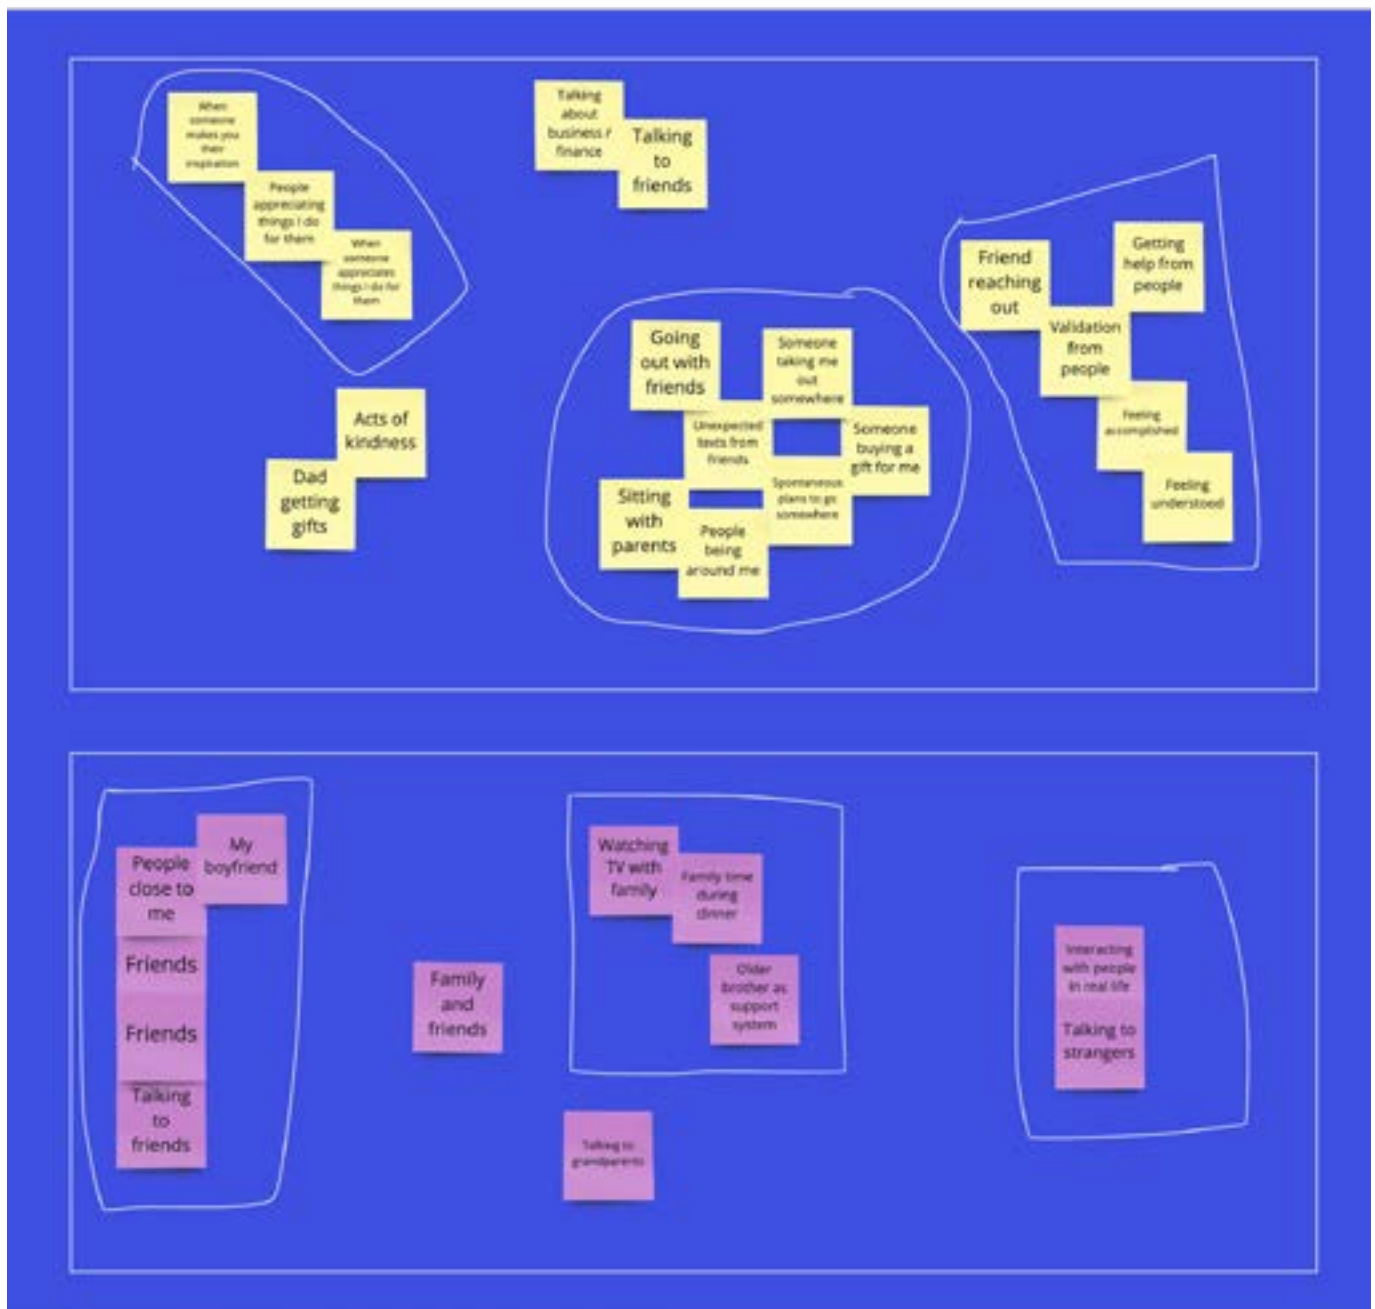 When
someone
makes you
their
inspiration
People
appreciating
things I do
for them
When
someone
appreciates
things I do for
them
Talking
about
business /
finance
Talking
to
friends
Acts of
kindness
Dad
getting
gifts
Going
out with
friends
Someone
taking me
out
somewhere
Unexpected
texts from
friends
Someone
buying a
gift for me
Sitting
with
parents
Spontaneous
plans to go
somewhere
People
being
around me
Friend
reaching
out
Getting
help from
people
Validation
from
people
Feeling
accomplished
Feeling
understood
My
boyfriend
People
close to
me
Friends
Friends
Talking
to
friends
Family
and
friends
Watching
TV with
family
Family time
during
dinner
Older
brother as
support
system
Talking to
grandparents
Interacting
with people
in real life
Talking to
strangers